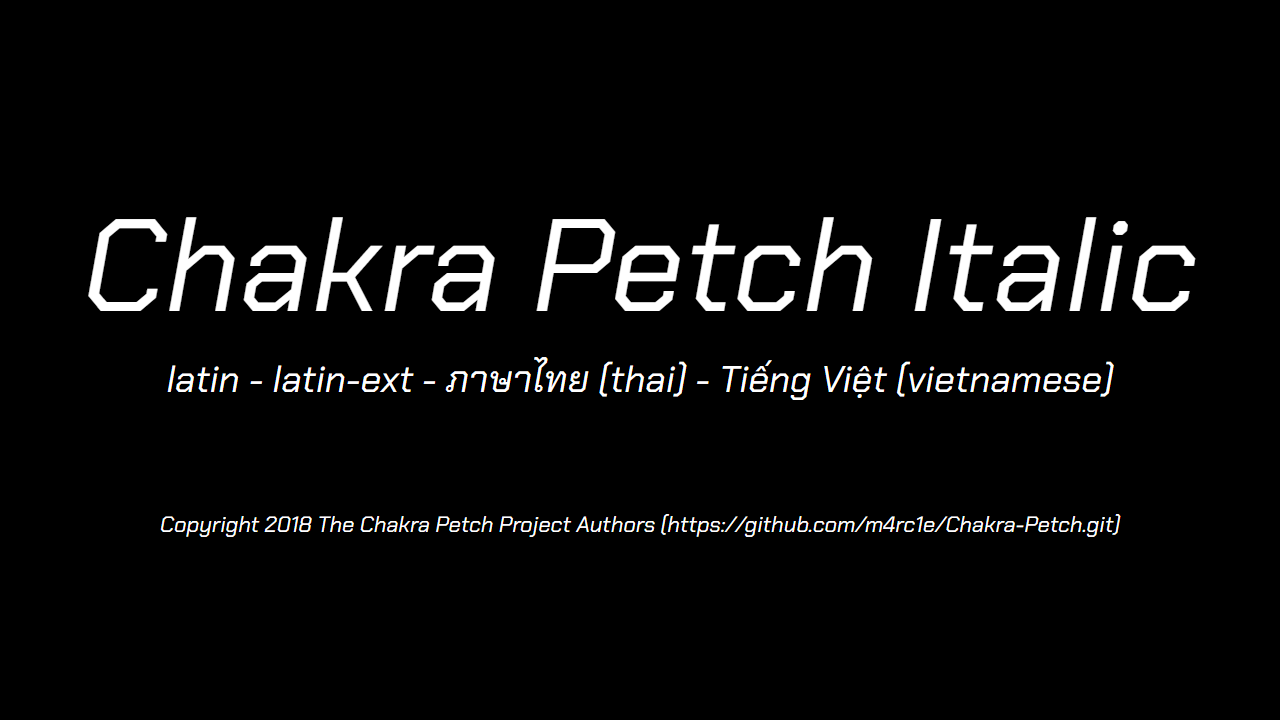 Chakra Petch Italic
latin - latin-ext - ภาษาไทย (thai) - Tiếng Việt (vietnamese)
Copyright 2018 The Chakra Petch Project Authors (https://github.com/m4rc1e/Chakra-Petch.git)